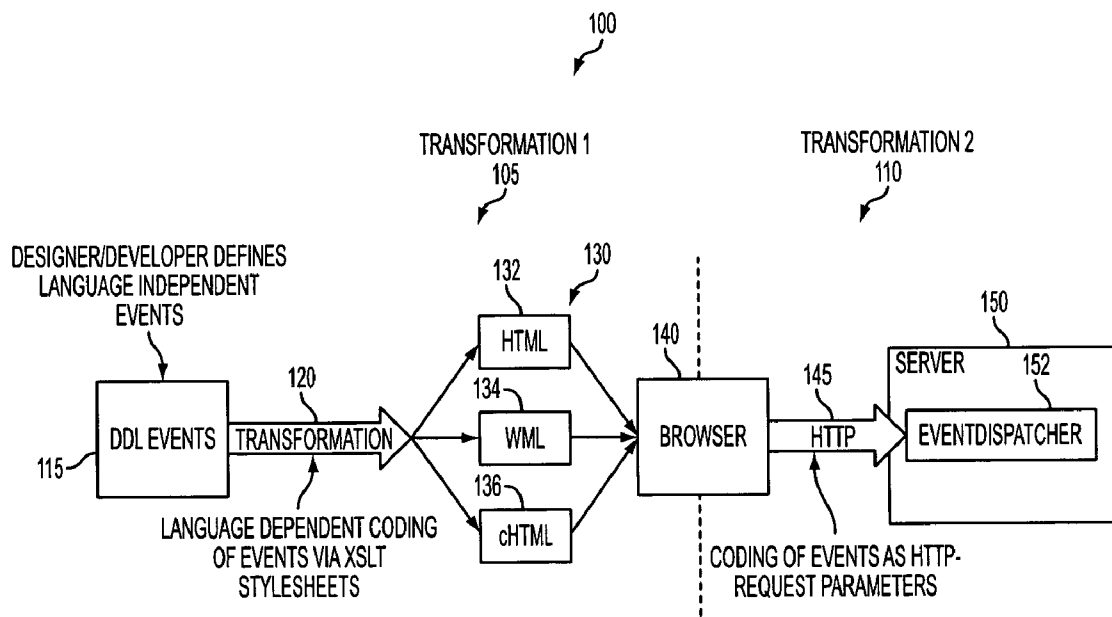 100
TRANSFORMATION 1
105
TRANSFORMATION 2
110
DESIGNER/DEVELOPER DEFINES
LANGUAGE INDEPENDENT
EVENTS
130
132
HTML
150
SERVER
152
EVENTDISPATCHER
140
BROWSER
145
HTTP
120
TRANSFORMATION
134
WML
DDL EVENTS
115
136
cHTML
LANGUAGE DEPENDENT CODING
OF EVENTS VIA XSLT
STYLESHEETS
CODING OF EVENTS AS HTTP-
REQUEST PARAMETERS